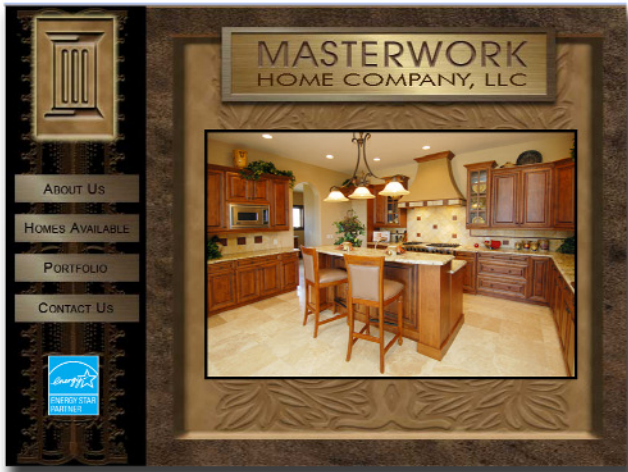 MASTERWORK
HOME COMPANY, LLC
About Us
Homes Available
Portfolio
Contact Us
energy
ENERGY STAR
PARTNER